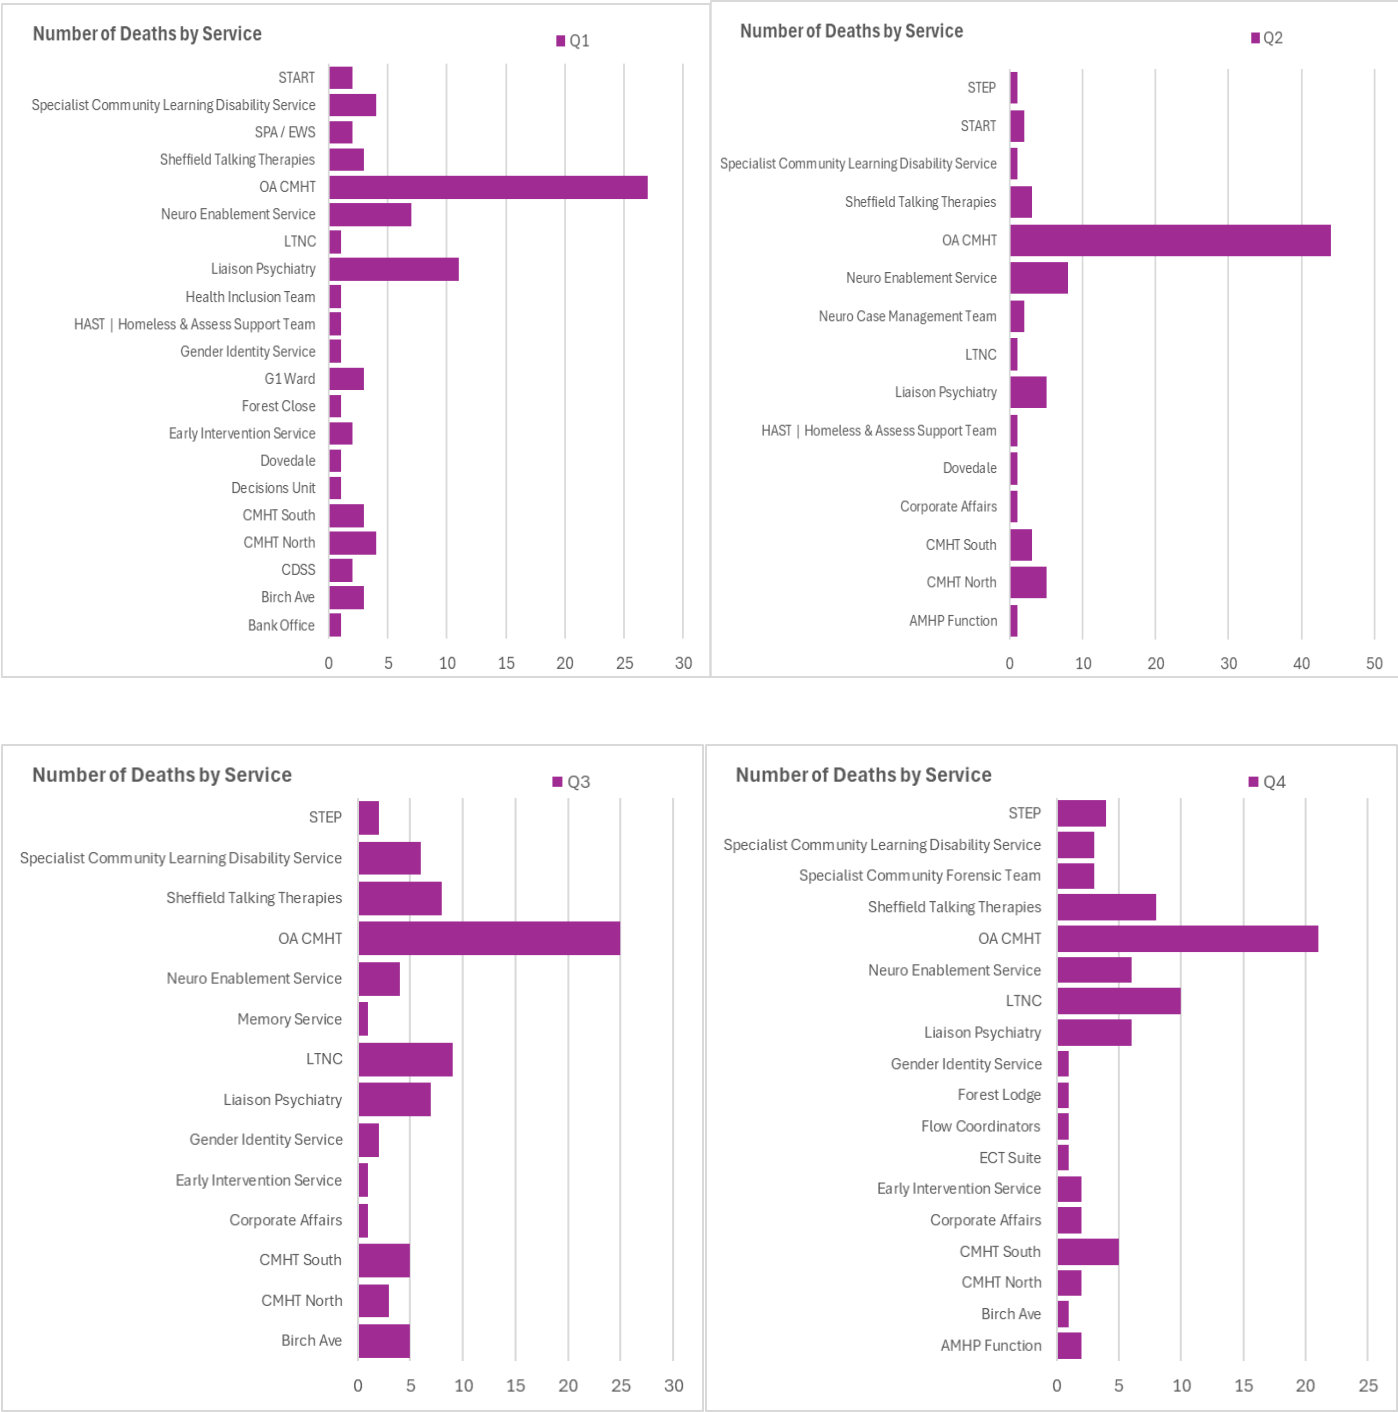 Number of Deaths by Service
Q1
START
Specialist Community Learning Disability Service
SPA / EWS
Sheffield Talking Therapies
OA CMHT
Neuro Enablement Service
LTNC
Liaison Psychiatry
Health Inclusion Team
HAST | Homeless & Assess Support Team
Gender Identity Service
G1 Ward
Forest Close
Early Intervention Service
Dovedale
Decisions Unit
CMHT South
CMHT North
CDSS
Birch Ave
Bank Office
0 5 10 15 20 25 30
Number of Deaths by Service
Q2
STEP
START
Specialist Community Learning Disability Service
Sheffield Talking Therapies
OA CMHT
Neuro Enablement Service
Neuro Case Management Team
LTNC
Liaison Psychiatry
HAST | Homeless & Assess Support Team
Dovedale
Corporate Affairs
CMHT South
CMHT North
AMHP Function
0 10 20 30 40 50
Number of Deaths by Service
Q3
STEP
Specialist Community Learning Disability Service
Sheffield Talking Therapies
OA CMHT
Neuro Enablement Service
Memory Service
LTNC
Liaison Psychiatry
Gender Identity Service
Early Intervention Service
Corporate Affairs
CMHT South
CMHT North
Birch Ave
0 5 10 15 20 25 30
Number of Deaths by Service
Q4
STEP
Specialist Community Learning Disability Service
Specialist Community Forensic Team
Sheffield Talking Therapies
OA CMHT
Neuro Enablement Service
LTNC
Liaison Psychiatry
Gender Identity Service
Forest Lodge
Flow Coordinators
ECT Suite
Early Intervention Service
Corporate Affairs
CMHT South
CMHT North
Birch Ave
AMHP Function
0 5 10 15 20 25